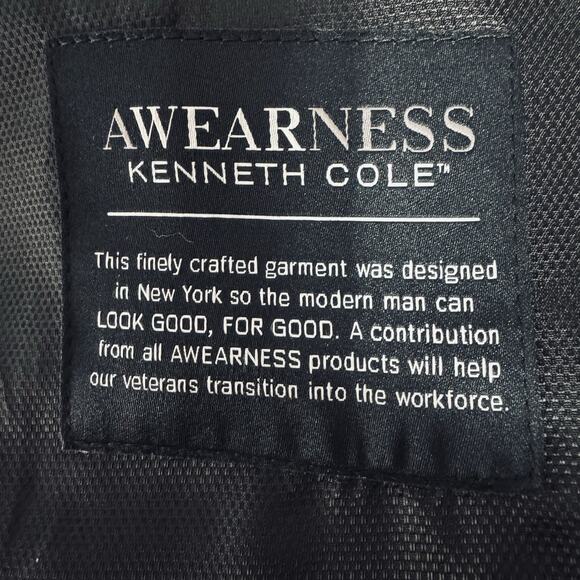 AWEARNESS
KENNETH COLE™
This finely crafted garment was designed
in New York so the modern man can
LOOK GOOD, FOR GOOD. A contribution
from all AWEARNESS products will help
our veterans transition into the workforce.